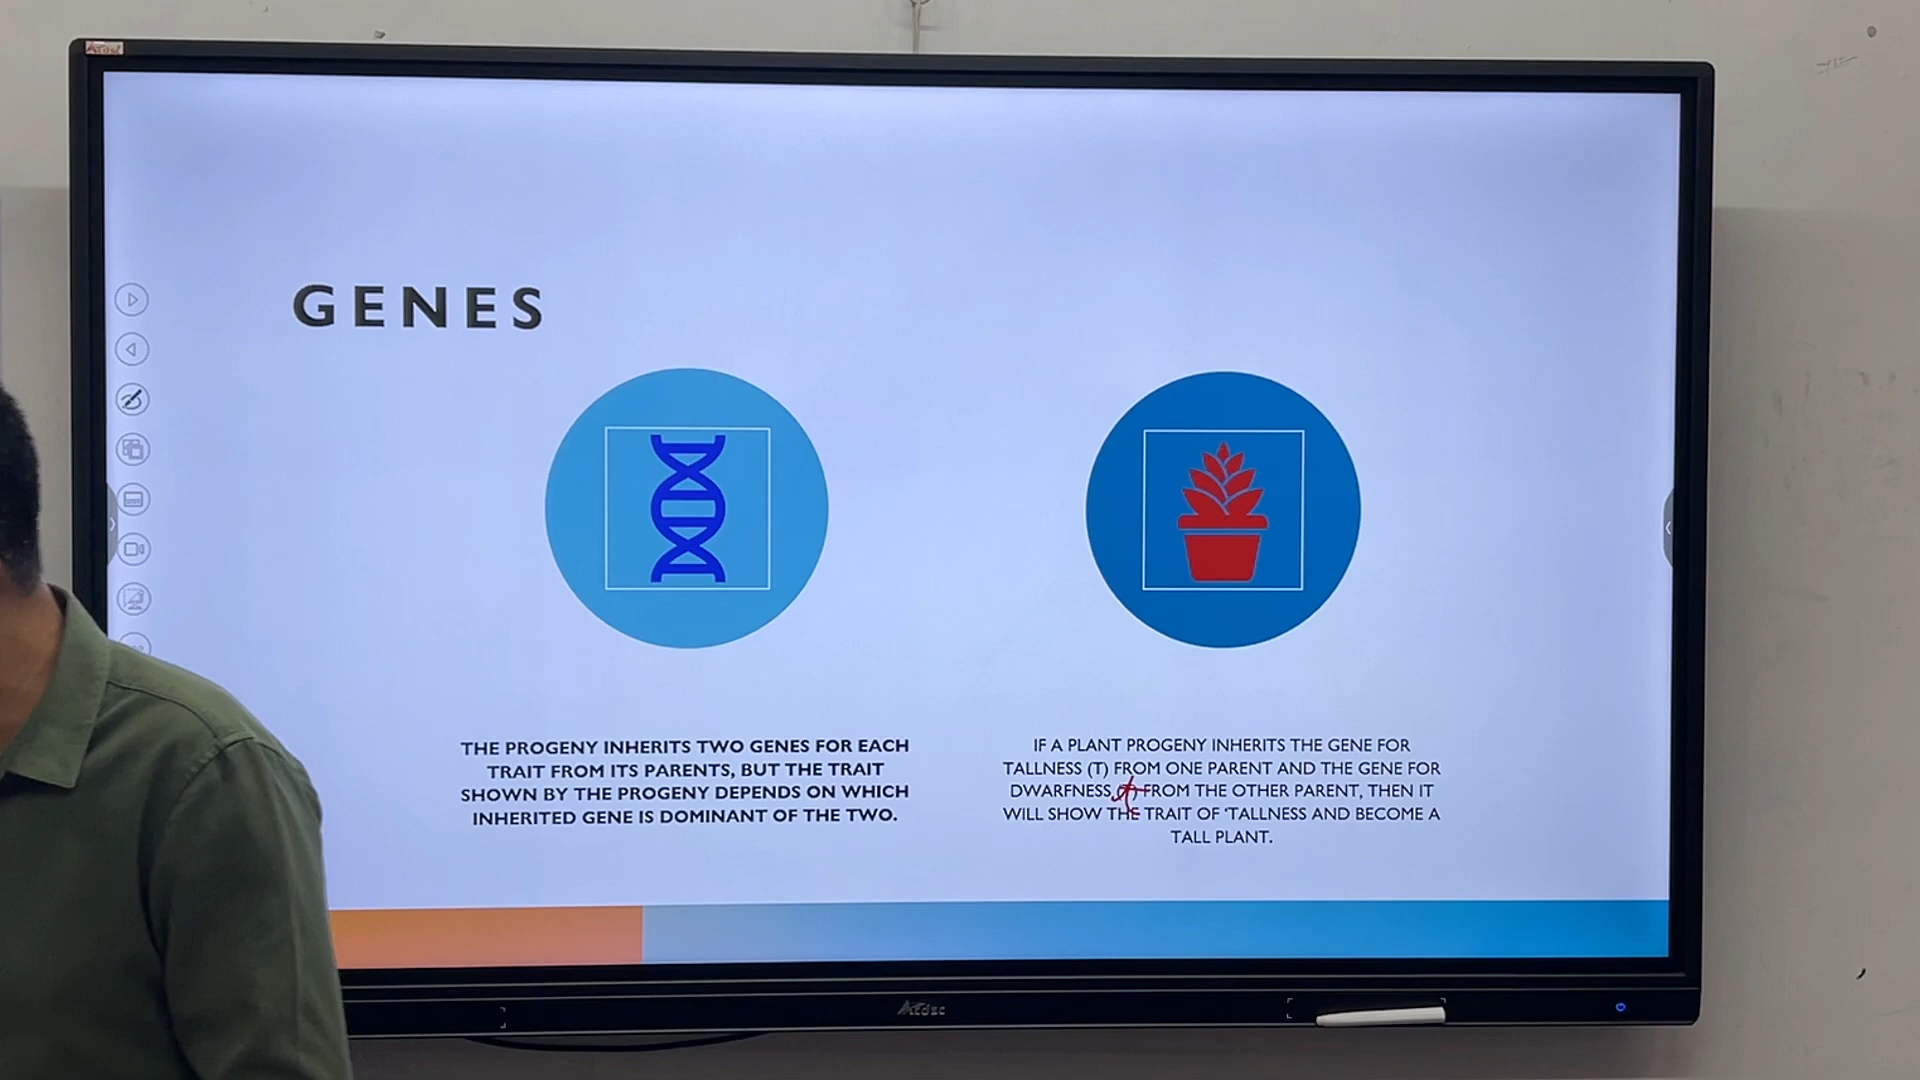 GENES
THE PROGENY INHERITS TWO GENES FOR EACH
TRAIT FROM ITS PARENTS, BUT THE TRAIT
SHOWN BY THE PROGENY DEPENDS ON WHICH
INHERITED GENE IS DOMINANT OF THE TWO.
IF A PLANT PROGENY INHERITS THE GENE FOR
TALLNESS (T) FROM ONE PARENT AND THE GENE FOR
DWARFNESS (t) FROM THE OTHER PARENT, THEN IT
WILL SHOW THE TRAIT OF ‘TALLNESS AND BECOME A
TALL PLANT.